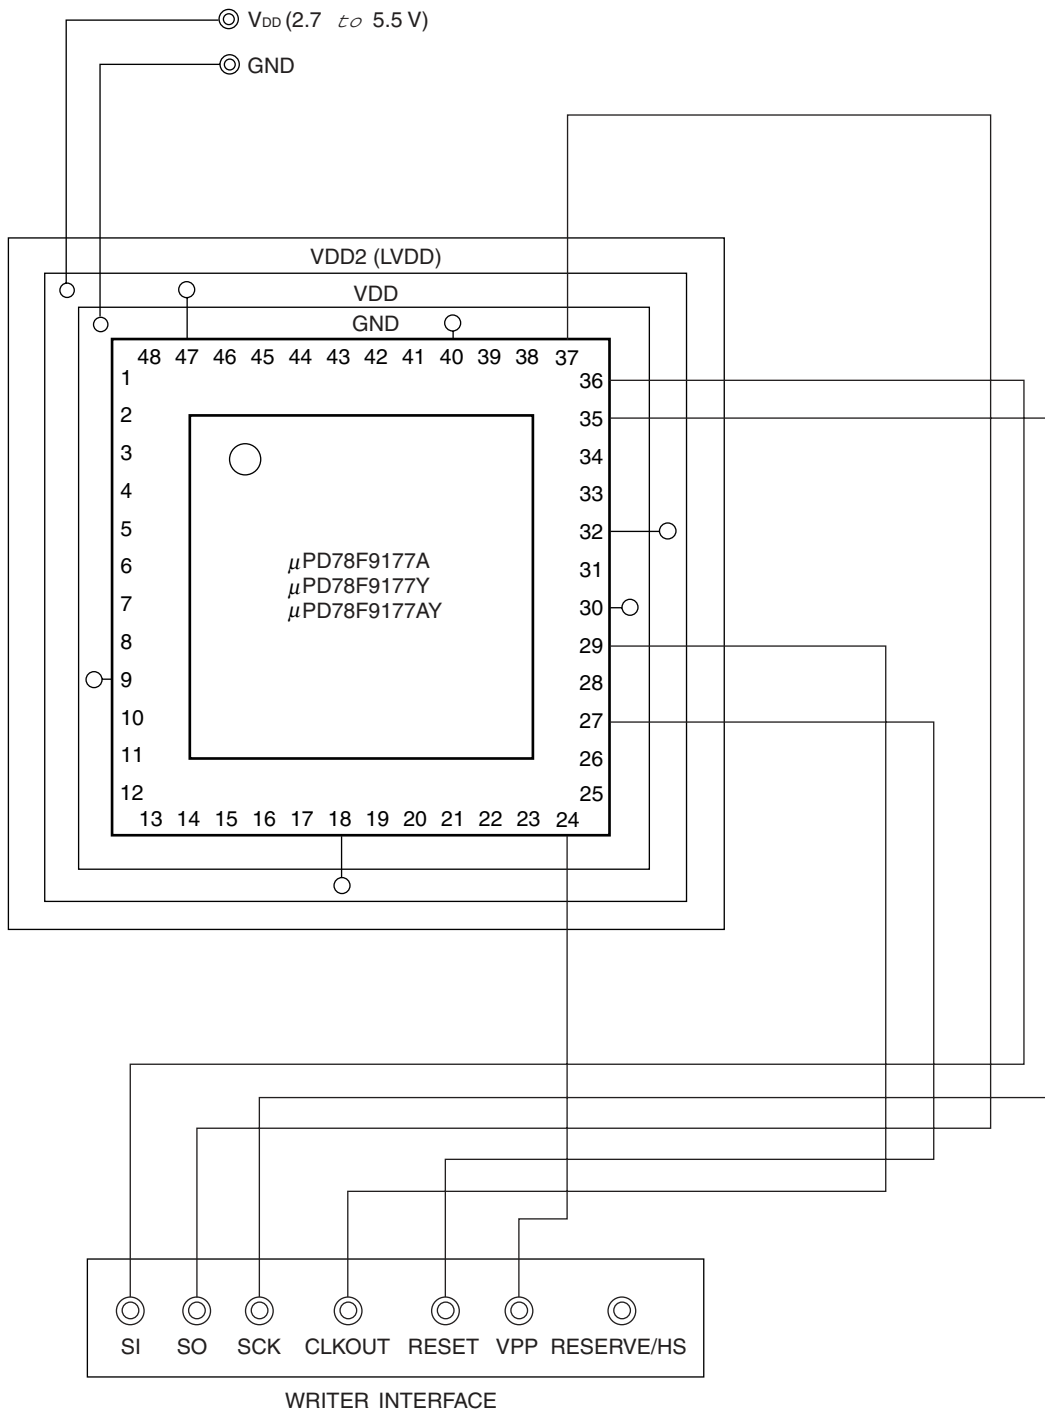 VDD (2.7 to 5.5 V)
GND
VDD2 (LVDD)
VDD
GND
48 47 46 45 44 43 42 41 40 39 38 37
1
2
3
4
5
6
7
8
9
10
11
12
36
35
34
33
32
31
30
29
28
27
26
25
μPD78F9177A
μPD78F9177Y
μPD78F9177AY
13 14 15 16 17 18 19 20 21 22 23 24
SI SO SCK CLKOUT RESET VPP RESERVE/HS
WRITER INTERFACE